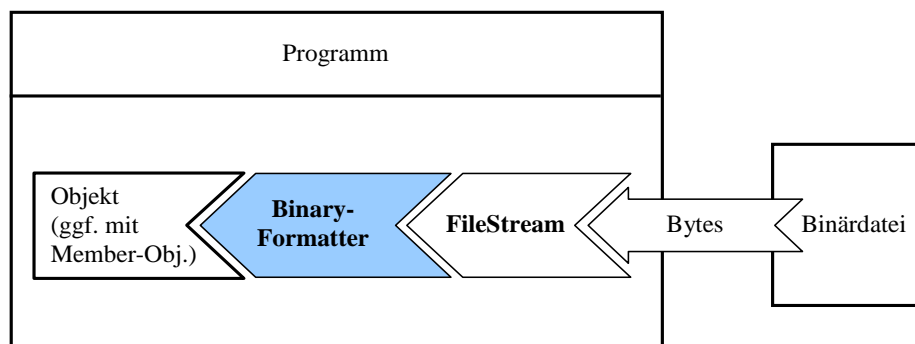 Programm
Objekt
(ggf. mit
Member-Obj.)
Binary-
Formatter
FileStream
Bytes
Binärdatei